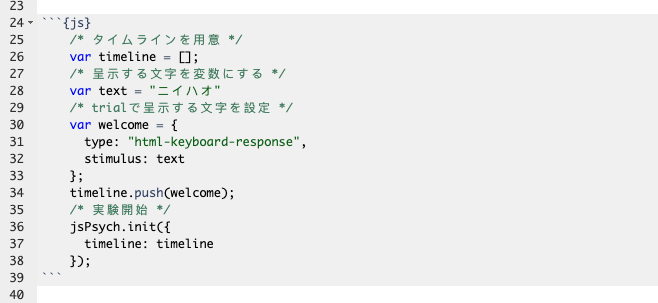 23
24 ```{js}
25 /* タイムラインを用意 */
26 var timeline = [];
27 /* 呈示する文字を変数にする */
28 var text = "ニイハオ"
29 /* trialで呈示する文字を設定 */
30 var welcome = {
31 type: "html-keyboard-response",
32 stimulus: text
33 };
34 timeline.push(welcome);
35 /* 実験開始 */
36 jsPsych.init({
37 timeline: timeline
38 });
39 ```
40